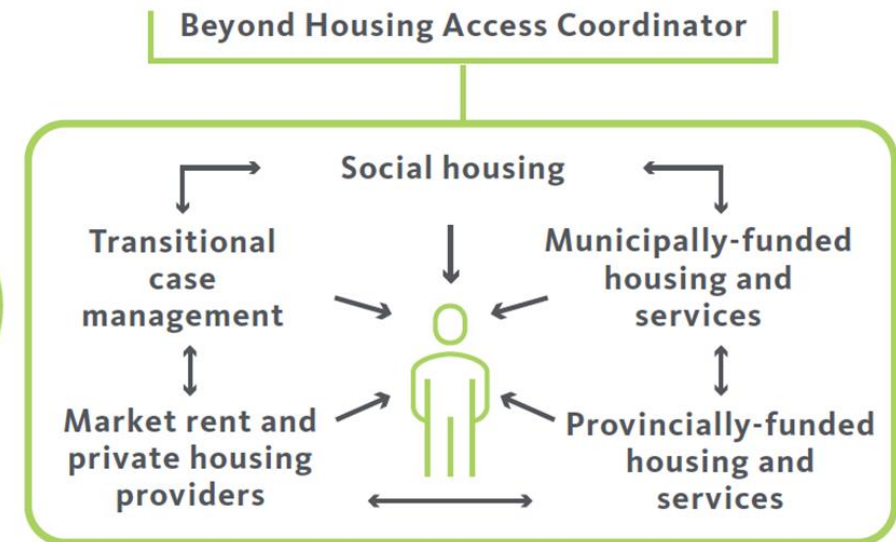 Beyond Housing Access Coordinator
Social housing
Transitional
case
management
Municipally-funded
housing and
services
Market rent and
private housing
providers
Provincially-funded
housing and
services